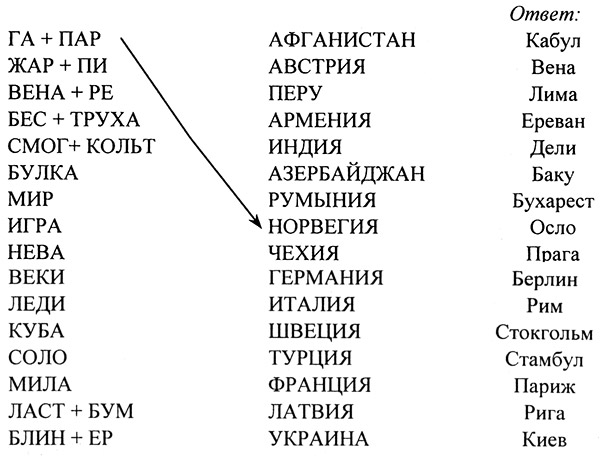 Ответ:
ГА + ПАР АФГАНИСТАН Кабул
ЖАР + ПИ АВСТРИЯ Вена
ВЕНА + РЕ ПЕРУ Лима
БЕС + ТРУХА АРМЕНИЯ Ереван
СМОГ+ КОЛЬТ ИНДИЯ Дели
БУЛКА АЗЕРБАЙДЖАН Баку
МИР РУМЫНИЯ Бухарест
ИГРА НОРВЕГИЯ Осло
НЕВА ЧЕХИЯ Прага
ВЕКИ ГЕРМАНИЯ Берлин
ЛЕДИ ИТАЛИЯ Рим
КУБА ШВЕЦИЯ Стокгольм
СОЛО ТУРЦИЯ Стамбул
МИЛА ФРАНЦИЯ Париж
ЛАСТ + БУМ ЛАТВИЯ Рига
БЛИН + ЕР УКРАИНА Киев